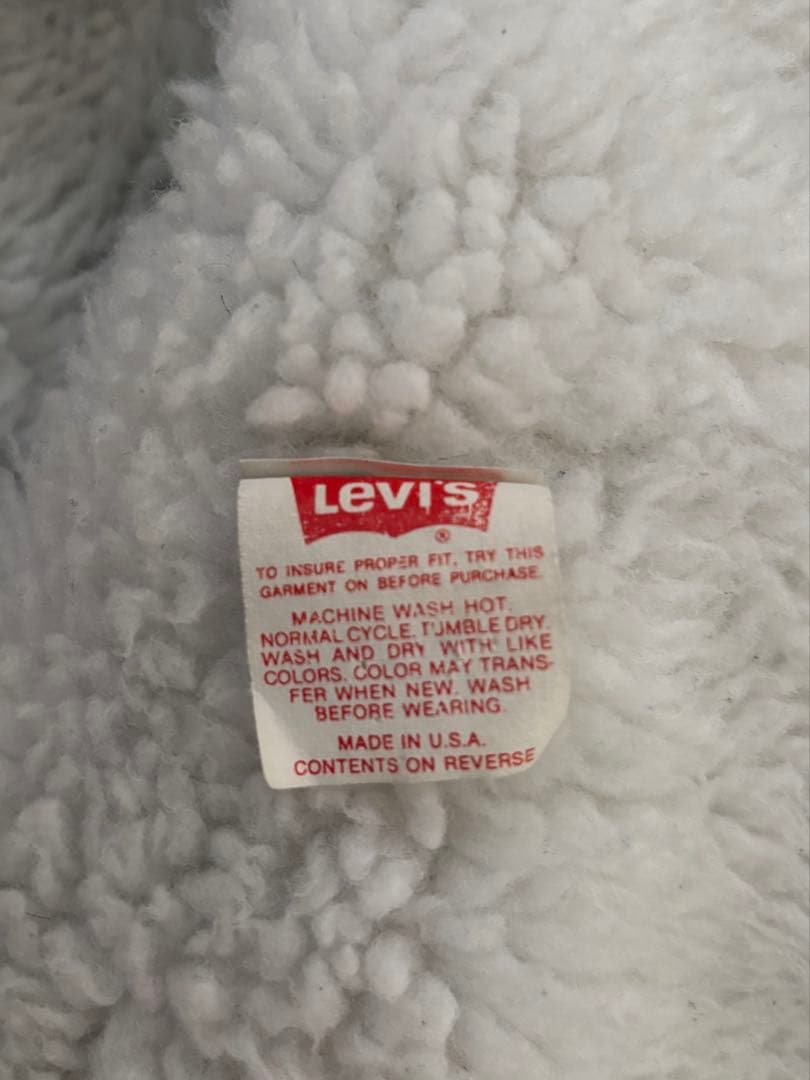 Levi's
®
TO INSURE PROPER FIT, TRY THIS
GARMENT ON BEFORE PURCHASE.
MACHINE WASH HOT,
NORMAL CYCLE. TUMBLE DRY.
WASH AND DRY WITH LIKE
COLORS. COLOR MAY TRANS-
FER WHEN NEW. WASH
BEFORE WEARING.
MADE IN U.S.A.
CONTENTS ON REVERSE